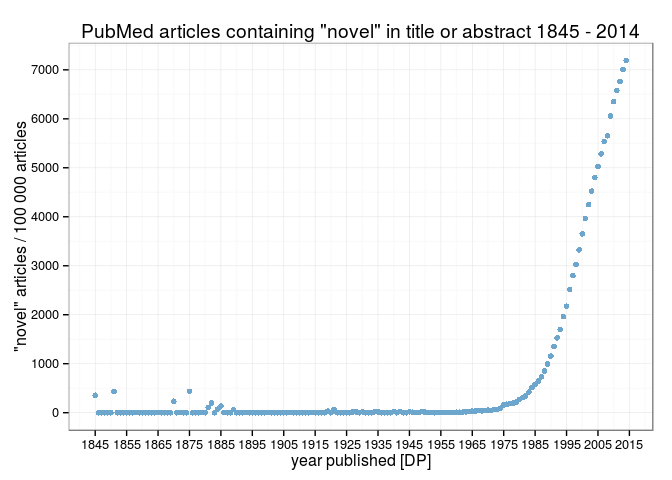 PubMed articles containing "novel" in title or abstract 1845 - 2014
"novel" articles / 100 000 articles
7000
6000
5000
4000
3000
2000
1000
0
1845 1855 1865 1875 1885 1895 1905 1915 1925 1935 1945 1955 1965 1975 1985 1995 2005 2015
year published [DP]